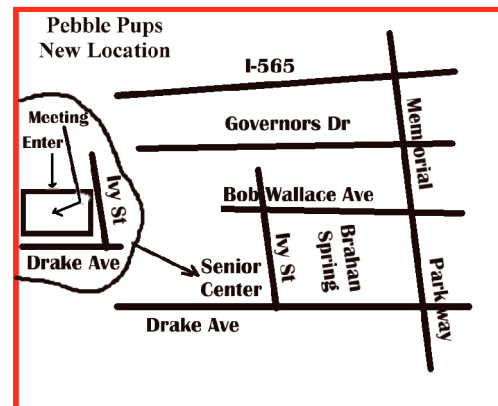 Pebble Pups
New Location
I-565
Meeting
Enter
Governors Dr
Memorial
Parkway
Ivy St
Bob Wallace Ave
Drake Ave
Senior
Center
Ivy St
Brahan
Spring
Drake Ave